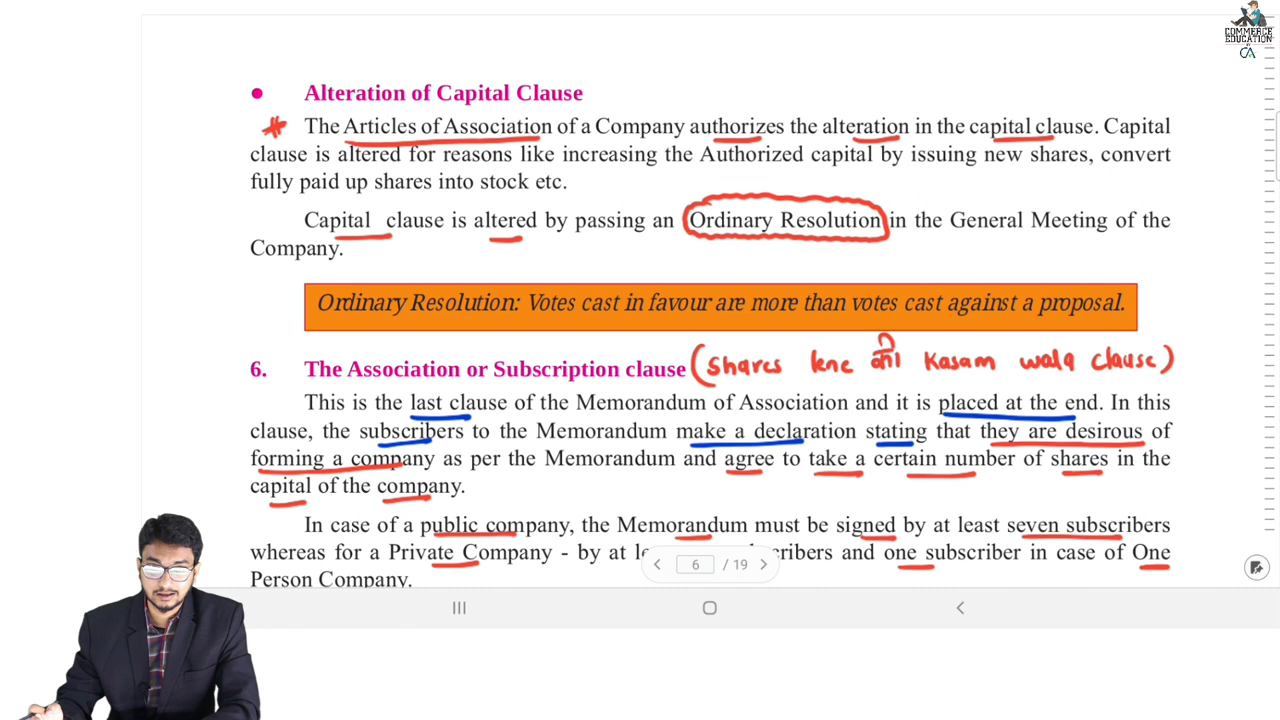 COMMERCE
EDUCATION
BY
CA
● Alteration of Capital Clause
* The Articles of Association of a Company authorizes the alteration in the capital clause. Capital
clause is altered for reasons like increasing the Authorized capital by issuing new shares, convert
fully paid up shares into stock etc.
Capital clause is altered by passing an Ordinary Resolution in the General Meeting of the
Company.
Ordinary Resolution: Votes cast in favour are more than votes cast against a proposal.
6. The Association or Subscription clause (Shares lene की Kasam wala clause)
This is the last clause of the Memorandum of Association and it is placed at the end. In this
clause, the subscribers to the Memorandum make a declaration stating that they are desirous of
forming a company as per the Memorandum and agree to take a certain number of shares in the
capital of the company.
In case of a public company, the Memorandum must be signed by at least seven subscribers
whereas for a Private Company - by at cribers and one subscriber in case of One
Person Company.
6 / 19